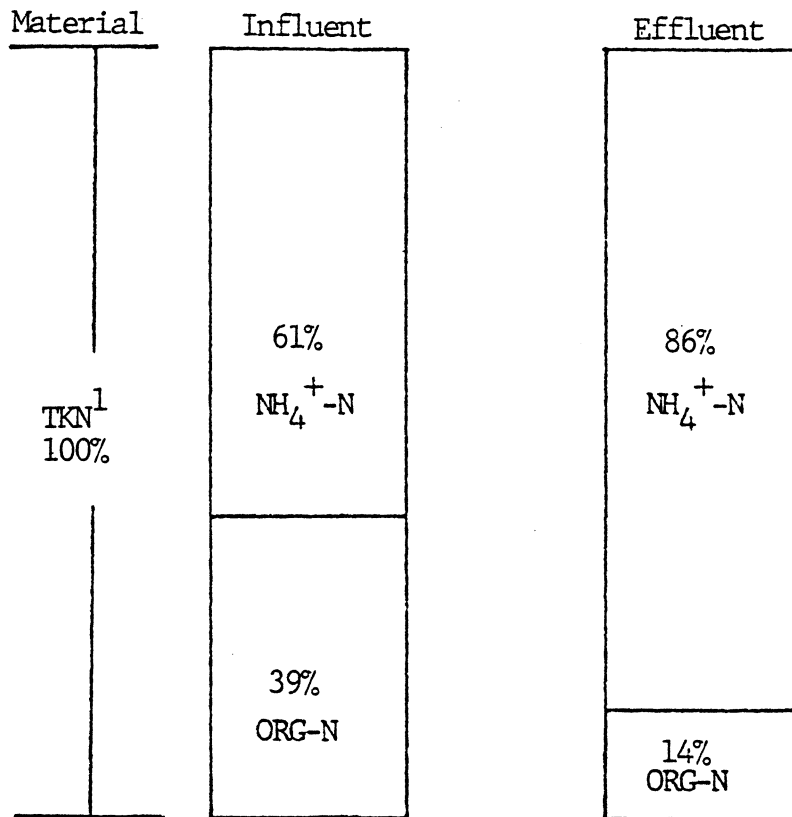 Material Influent Effluent
61%
NH₄⁺-N
86%
NH₄⁺-N
TKN¹
100%
39%
ORG-N
14%
ORG-N